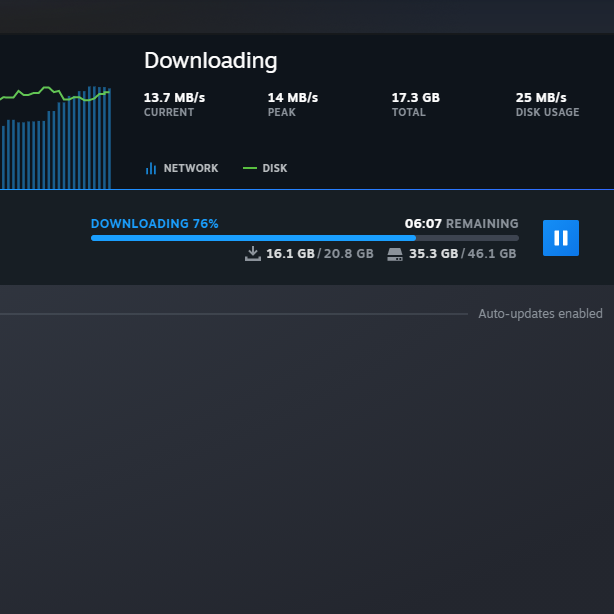 Downloading
13.7 MB/s 14 MB/s 17.3 GB 25 MB/s
CURRENT PEAK TOTAL DISK USAGE
NETWORK DISK
DOWNLOADING 76% 06:07 REMAINING
16.1 GB / 20.8 GB 35.3 GB / 46.1 GB
Auto-updates enabled